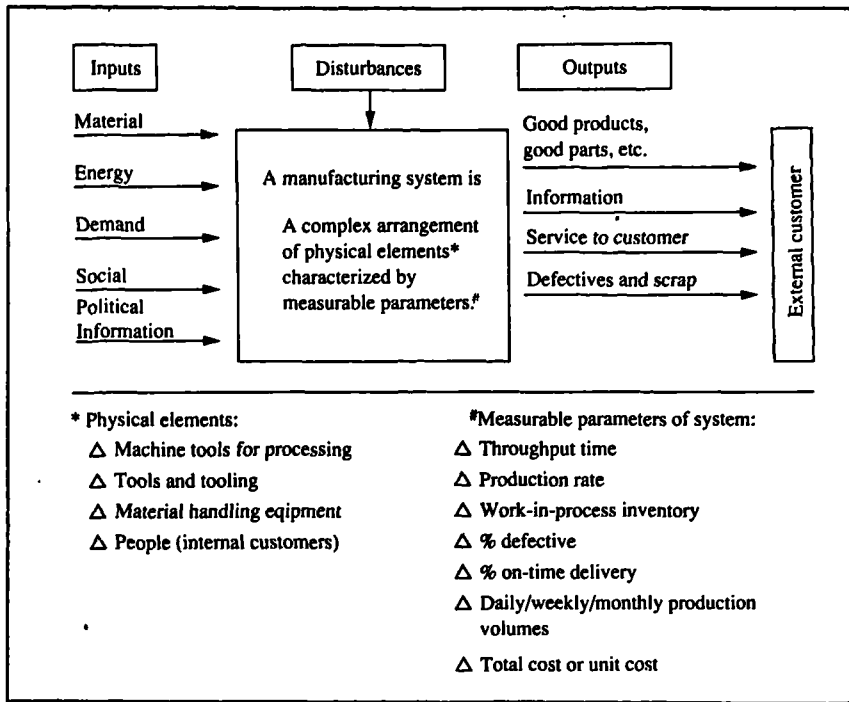 Inputs
Disturbances
Outputs
Material
Energy
Demand
Social
Political
Information
A manufacturing system is
A complex arrangement
of physical elements*
characterized by
measurable parameters.#
Good products,
good parts, etc.
Information
Service to customer
Defectives and scrap
External customer
* Physical elements:
△ Machine tools for processing
△ Tools and tooling
△ Material handling eqipment
△ People (internal customers)
#Measurable parameters of system:
△ Throughput time
△ Production rate
△ Work-in-process inventory
△ % defective
△ % on-time delivery
△ Daily/weekly/monthly production
volumes
△ Total cost or unit cost